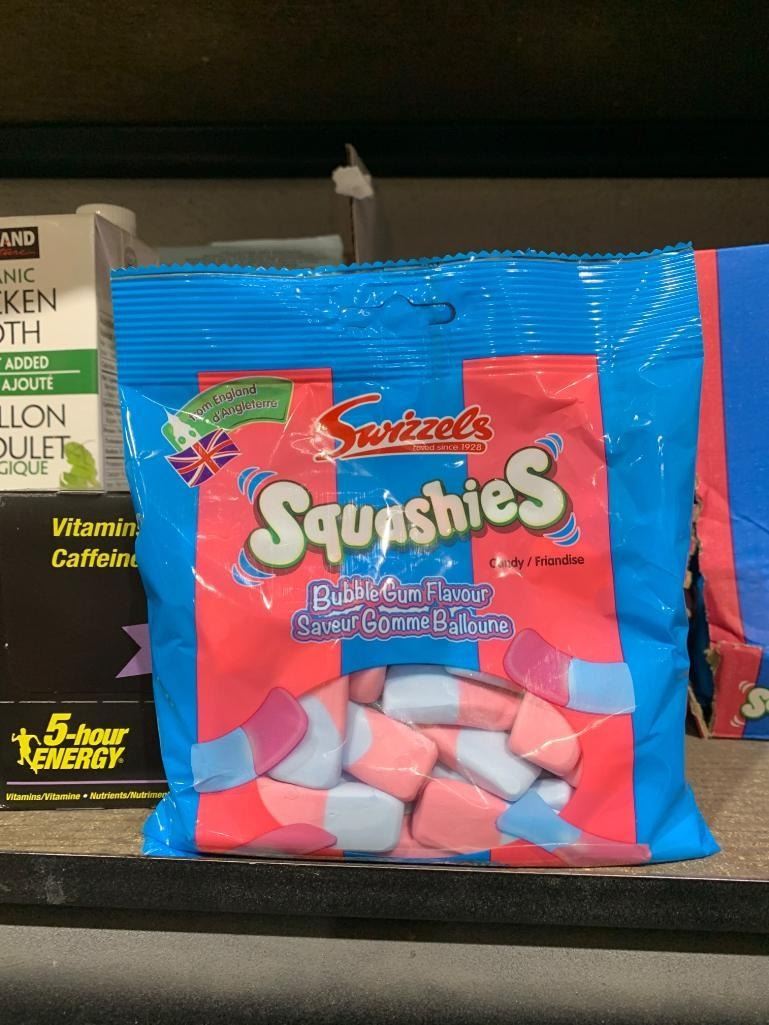 AND
ANIC
CKEN
OTH
T ADDED
AJOUTÉ
LLON
OULET
GIQUE
Vitamins
Caffeine
5-hour
ENERGY
Vitamins/Vitamine • Nutrients/Nutrimen
from England
d'Angleterre
Swizzels
Loved since 1928
Squashies
Candy / Friandise
Bubble Gum Flavour
Saveur Gomme Balloune